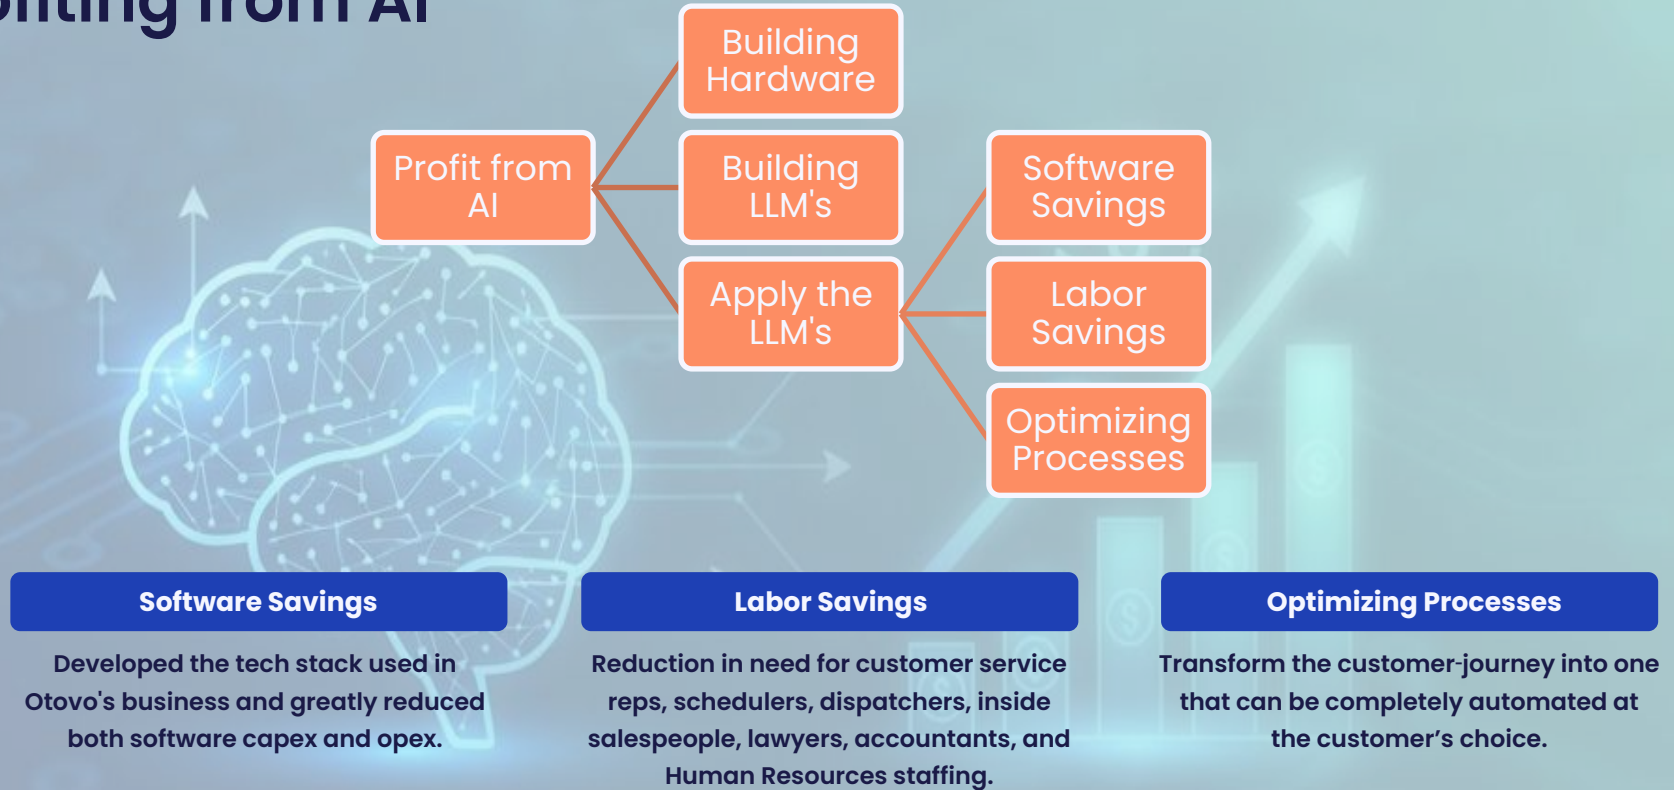 fiting from AI
Building
Hardware
Profit from
AI
Building
LLM's
Apply the
LLM's
Software
Savings
Labor
Savings
Optimizing
Processes
Software Savings
Developed the tech stack used in
Otovo's business and greatly reduced
both software capex and opex.
Labor Savings
Reduction in need for customer service
reps, schedulers, dispatchers, inside
salespeople, lawyers, accountants, and
Human Resources staffing.
Optimizing Processes
Transform the customer-journey into one
that can be completely automated at
the customer’s choice.